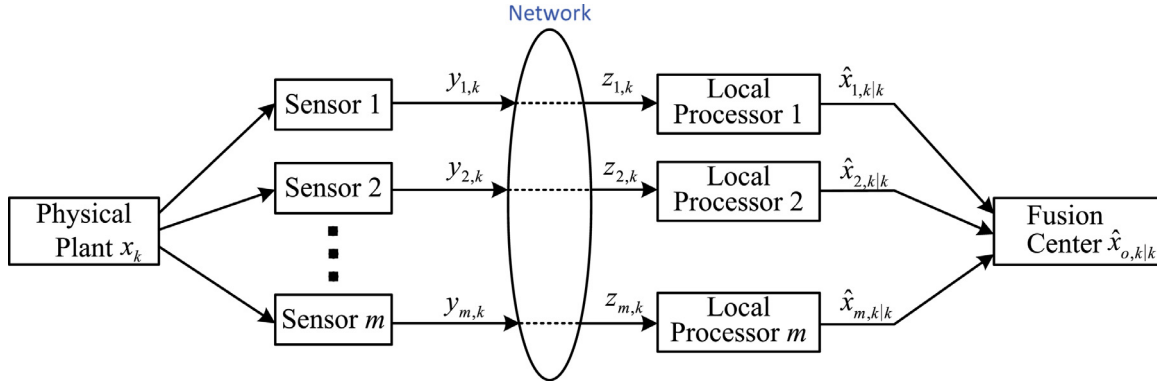 Network
Physical
Plant x_k
Sensor 1
y_{1,k}
z_{1,k}
Local
Processor 1
x̂_{1,k|k}
Sensor 2
y_{2,k}
z_{2,k}
Local
Processor 2
x̂_{2,k|k}
Sensor m
y_{m,k}
z_{m,k}
Local
Processor m
x̂_{m,k|k}
Fusion
Center x̂_{o,k|k}